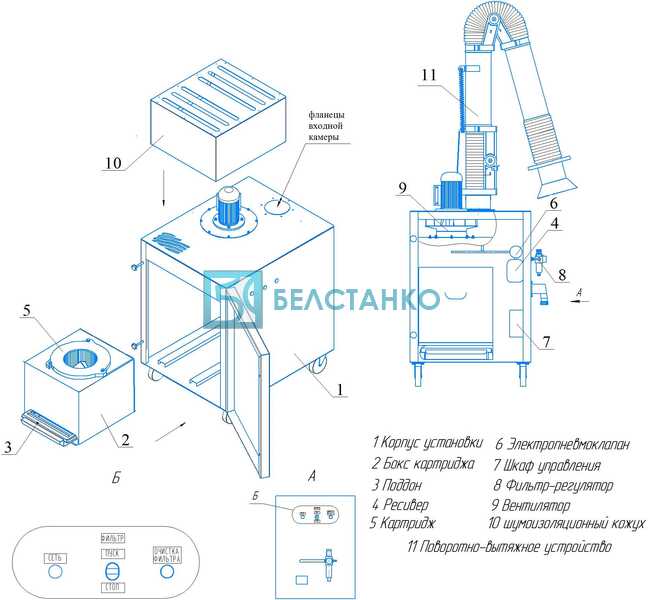 11
фланецы
входной
камеры
10
9
6
4
8
А
7
БС БЕЛСТАНКО
5
1
3
2
Б
А
Б
1 Корпус установки
2 Бокс картриджа
3 Поддон
4 Ресивер
5 Картридж
6 Электропневмоклапан
7 Шкаф управления
8 Фильтр-регулятор
9 Вентилятор
10 шумоизоляционный кожух
11 Поворотно-вытяжное устройство
ФИЛЬТР
СЕТЬ
ПУСК
СТОП
ОЧИСТКА
ФИЛЬТРА